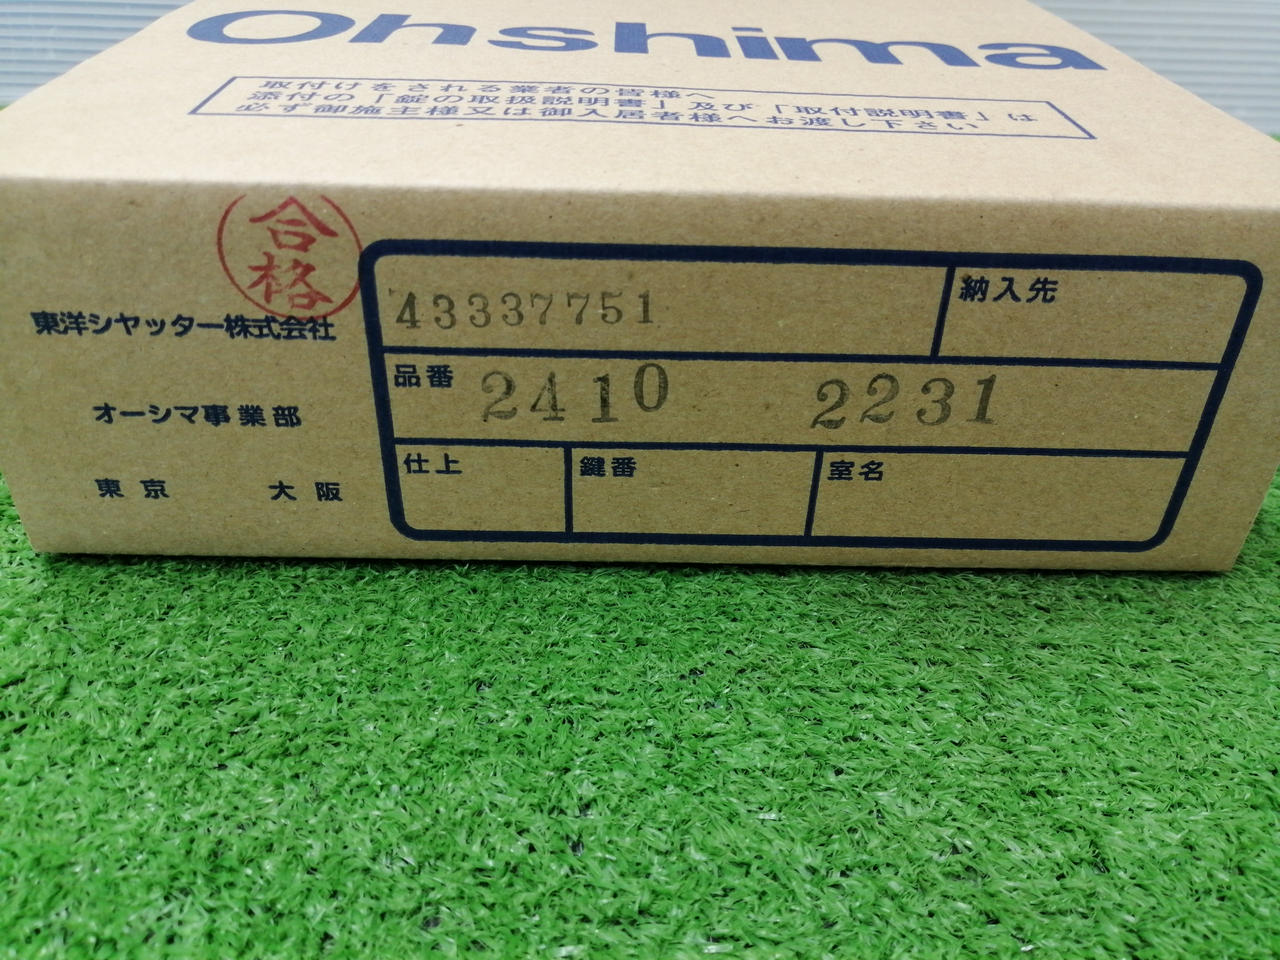 Ohshima
取付けをされる業者の皆様へ
添付の「錠の取扱説明書」及び「取付説明書」は
必ず御施主様又は御入居者様へお渡し下さい
合格
東洋シヤッター株式会社
オーシマ事業部
東京 大阪
43337751
納入先
品番 2410 2231
仕上
鍵番
室名